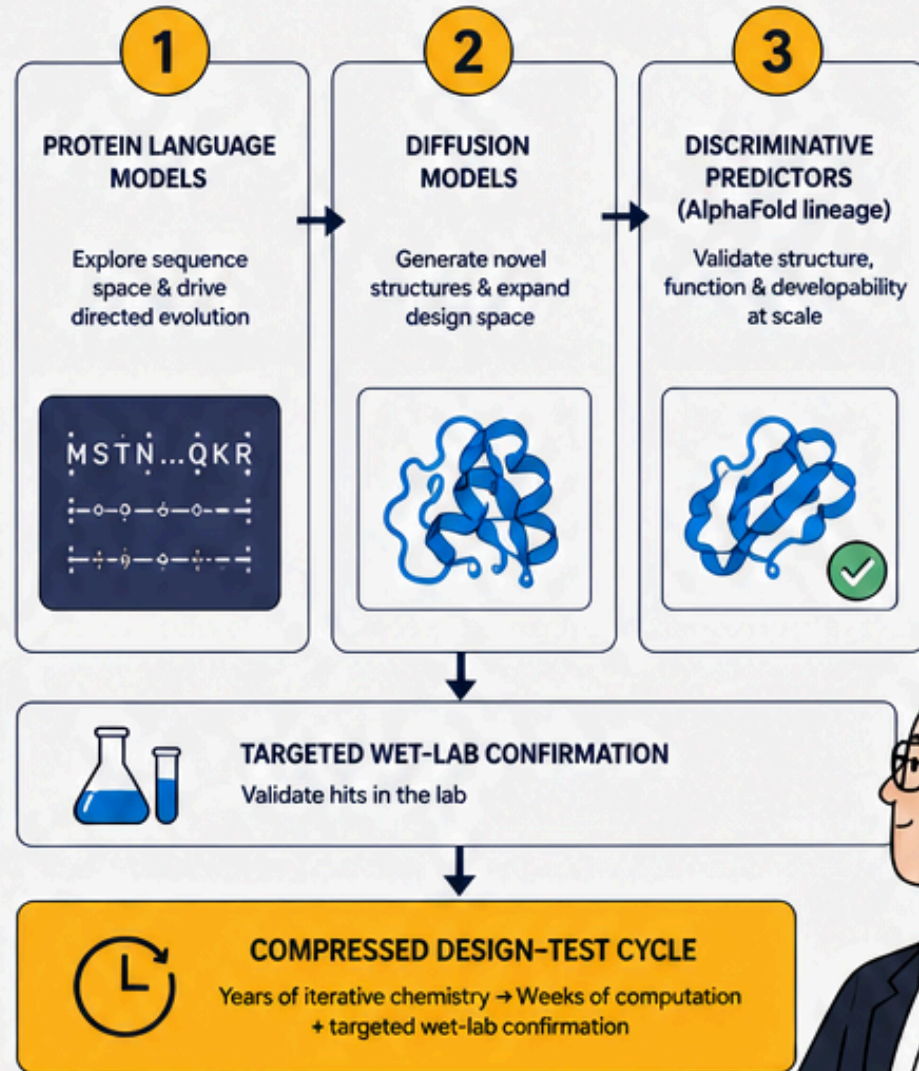 1
PROTEIN LANGUAGE
MODELS
Explore sequence
space & drive
directed evolution
MSTN...QKR
2
DIFFUSION
MODELS
Generate novel
structures & expand
design space
3
DISCRIMINATIVE
PREDICTORS
(AlphaFold lineage)
Validate structure,
function & developability
at scale
TARGETED WET-LAB CONFIRMATION
Validate hits in the lab
COMPRESSED DESIGN–TEST CYCLE
Years of iterative chemistry → Weeks of computation
+ targeted wet-lab confirmation